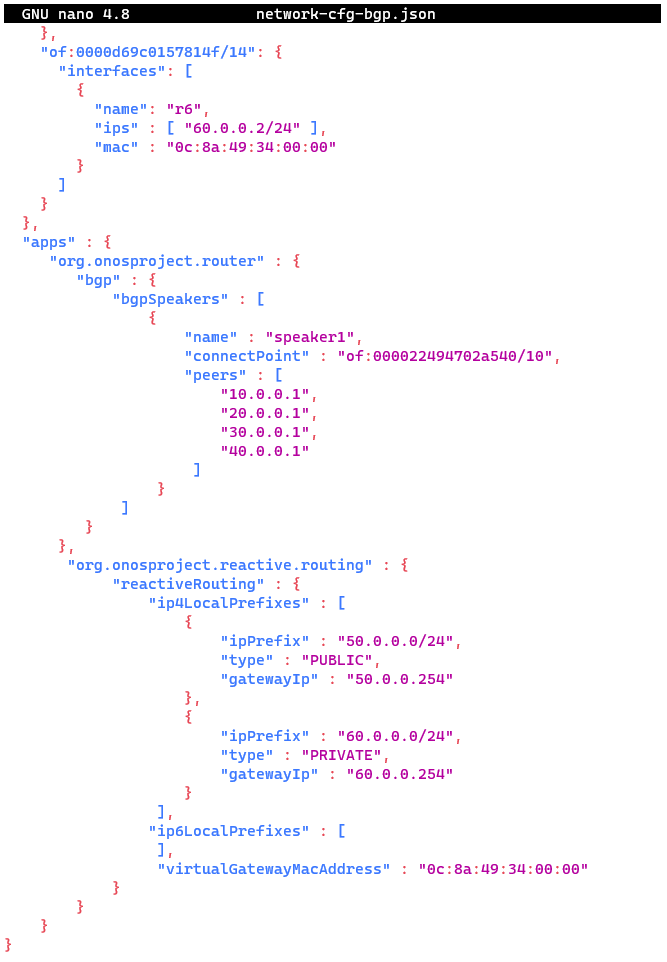 GNU nano 4.8 network-cfg-bgp.json
},
"of:0000d69c0157814f/14": {
"interfaces": [
{
"name": "r6",
"ips" : [ "60.0.0.2/24" ],
"mac" : "0c:8a:49:34:00:00"
}
]
}
},
"apps" : {
"org.onosproject.router" : {
"bgp" : {
"bgpSpeakers" : [
{
"name" : "speaker1",
"connectPoint" : "of:000022494702a540/10",
"peers" : [
"10.0.0.1",
"20.0.0.1",
"30.0.0.1",
"40.0.0.1"
]
}
]
}
},
"org.onosproject.reactive.routing" : {
"reactiveRouting" : {
"ip4LocalPrefixes" : [
{
"ipPrefix" : "50.0.0.0/24",
"type" : "PUBLIC",
"gatewayIp" : "50.0.0.254"
},
{
"ipPrefix" : "60.0.0.0/24",
"type" : "PRIVATE",
"gatewayIp" : "60.0.0.254"
}
],
"ip6LocalPrefixes" : [
],
"virtualGatewayMacAddress" : "0c:8a:49:34:00:00"
}
}
}
}